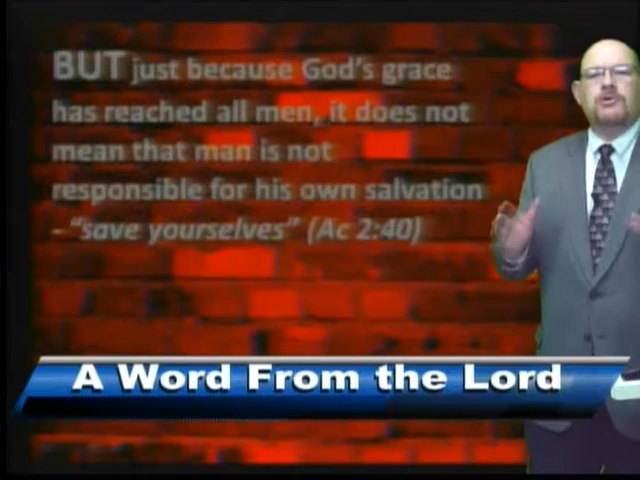 BUT just because God's grace
has reached all men, it does not
mean that man is not
responsible for his own salvation
- "save yourselves" (Ac 2:40)
A Word From the Lord